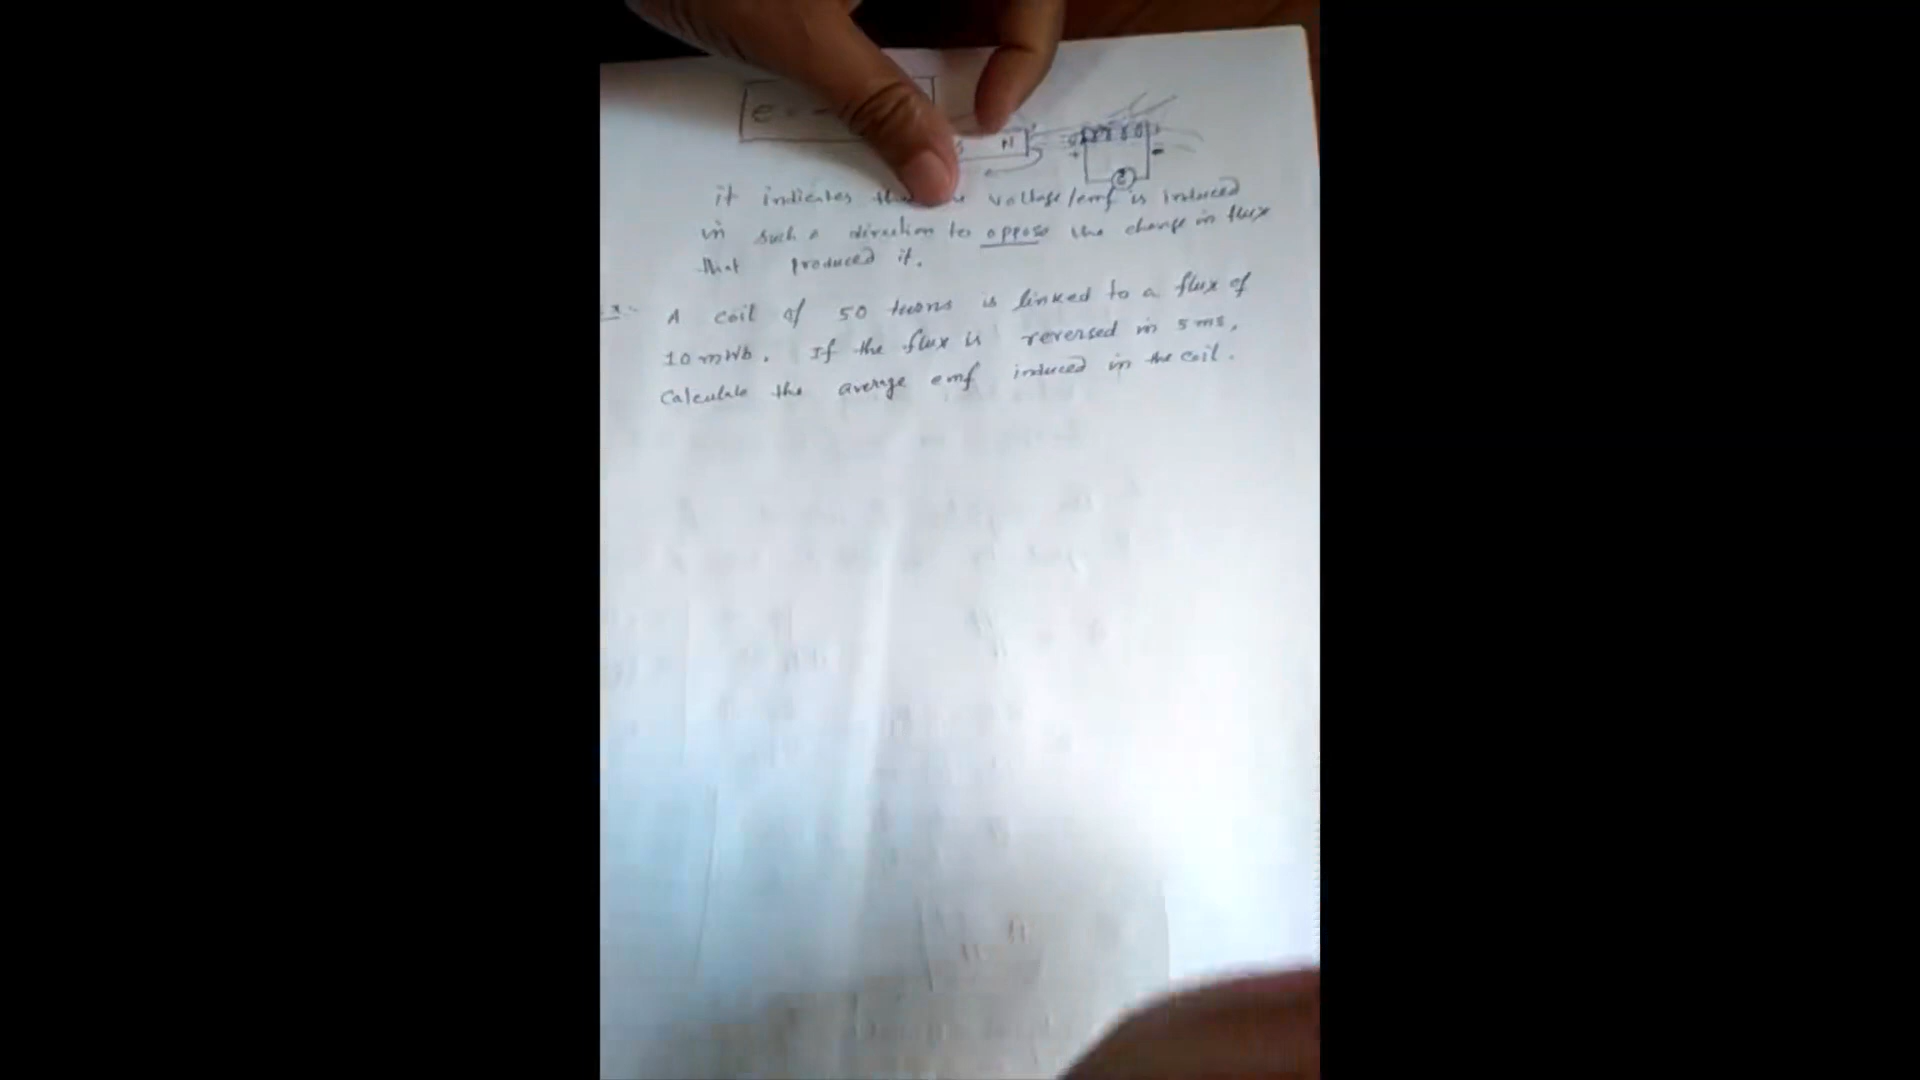 e = -
N
it indicates the voltage/emf is induced
in such a direction to oppose the change in flux
that produced it.
A coil of 50 turns is linked to a flux of
10 mWb. If the flux is reversed in 5 ms,
Calculate the average emf induced in the coil.